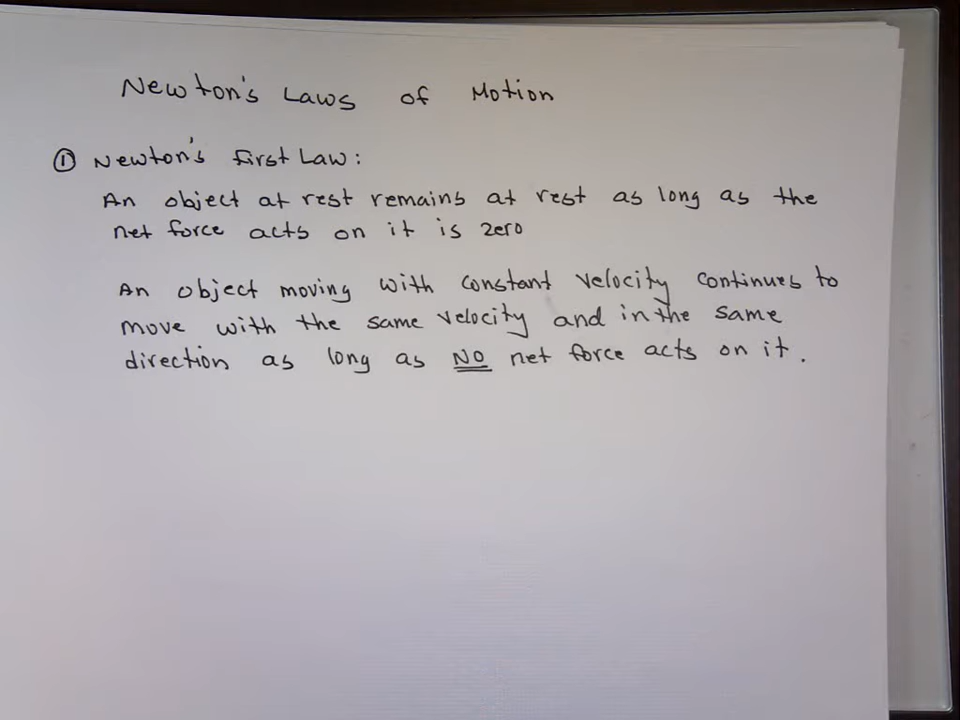 Newton's Laws of Motion
① Newton's first Law:
An object at rest remains at rest as long as the
net force acts on it is zero
An object moving with constant velocity continues to
move with the same velocity and in the same
direction as long as NO net force acts on it.